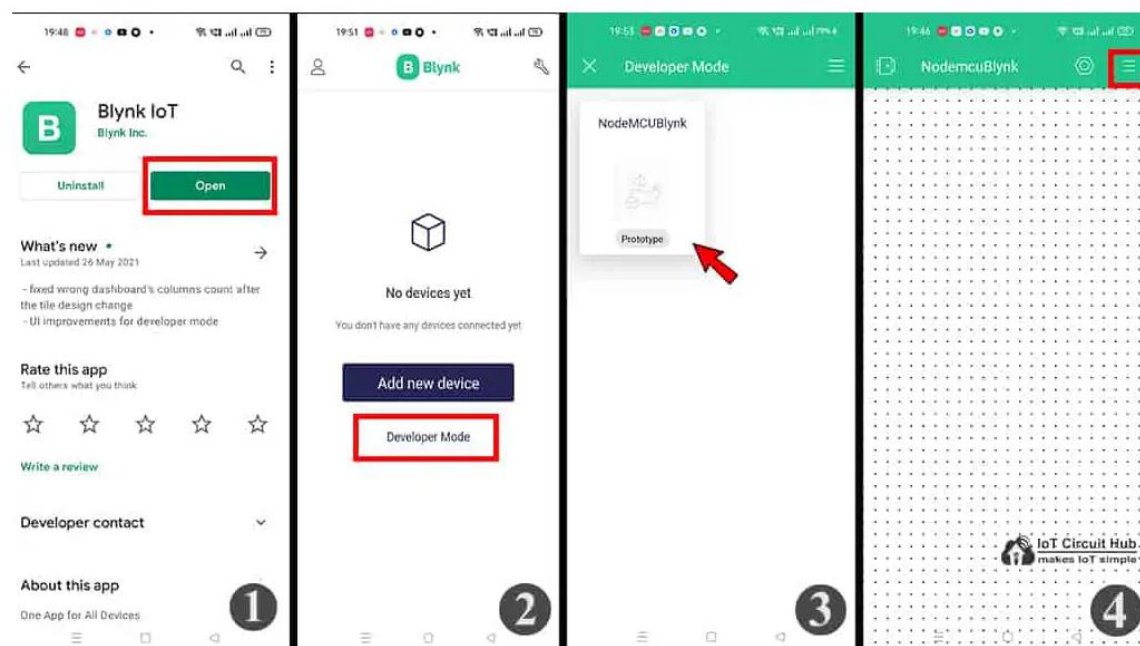 19:48
Blynk IoT
Blynk Inc.
Uninstall
Open
What's new
Last updated 26 May 2021
- fixed wrong dashboard's columns count after
the tile design change
- UI improvements for developer mode
Rate this app
Tell others what you think
Write a review
Developer contact
About this app
One App for All Devices
1
19:51
B Blynk
No devices yet
You don't have any devices connected yet
Add new device
Developer Mode
2
19:53
Developer Mode
NodeMCUBlynk
Prototype
3
19:46
NodemcuBlynk
IoT Circuit Hub
makes IoT simple
4